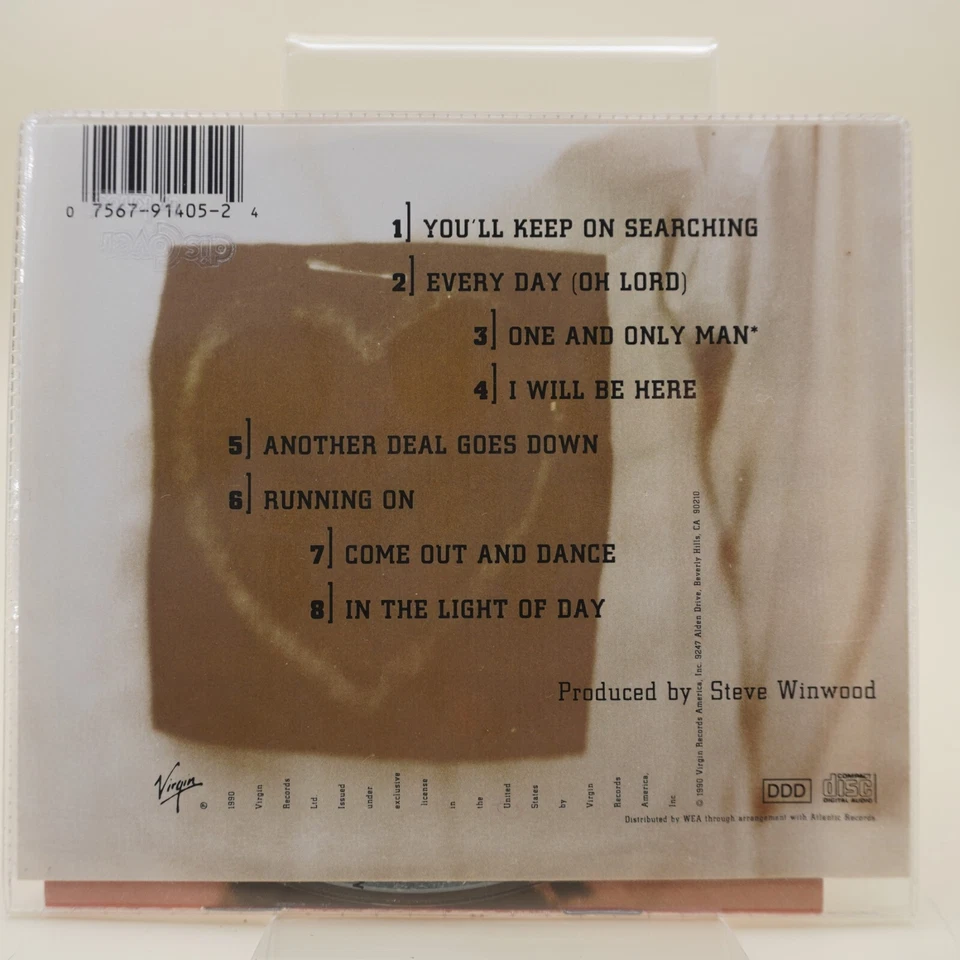 0 7567-91405-2 4
disCover
1] YOU'LL KEEP ON SEARCHING
2] EVERY DAY (OH LORD)
3] ONE AND ONLY MAN*
4] I WILL BE HERE
5] ANOTHER DEAL GOES DOWN
6] RUNNING ON
7] COME OUT AND DANCE
8] IN THE LIGHT OF DAY
Produced by Steve Winwood
Virgin
℗ 1990 Virgin Records Ltd Issued under exclusive license in the United States by Virgin Records America, Inc.
© 1990 Virgin Records America, Inc. 9247 Alden Drive, Beverly Hills, CA 90210
DDD
COMPACT
disc
DIGITAL AUDIO
Distributed by WEA through arrangement with Atlantic Records